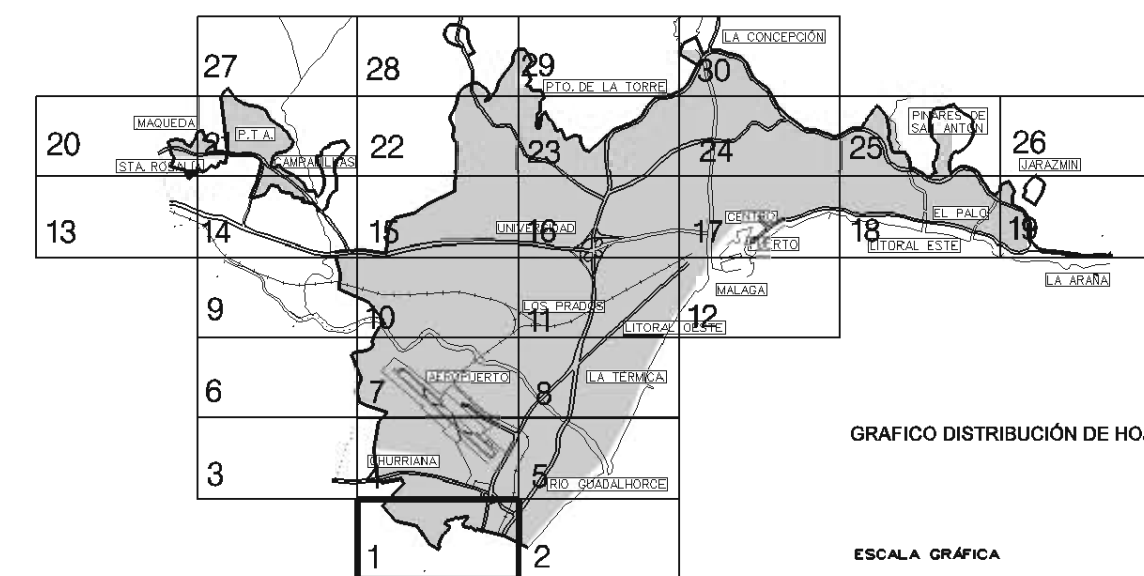 LA CONCEPCIÓN
27
28
29
30
PTO. DE LA TORRE
MAQUEDA
P.T.A.
PINARES DE
SAN ANTON
20
21
22
23
24
25
26
STA. ROSALIA
CAMPANILLAS
JARAZMIN
13
14
15
UNIVERSIDAD
16
17
CENTRO
18
EL PALO
19
PUERTO
LITORAL ESTE
LA ARAÑA
MALAGA
9
10
LOS PRADOS
11
LITORAL OESTE
12
6
7
AEROPUERTO
8
LA TÉRMICA
GRAFICO DISTRIBUCIÓN DE HOJ
3
CHURRIANA
5
RIO GUADALHORCE
1
2
ESCALA GRÁFICA